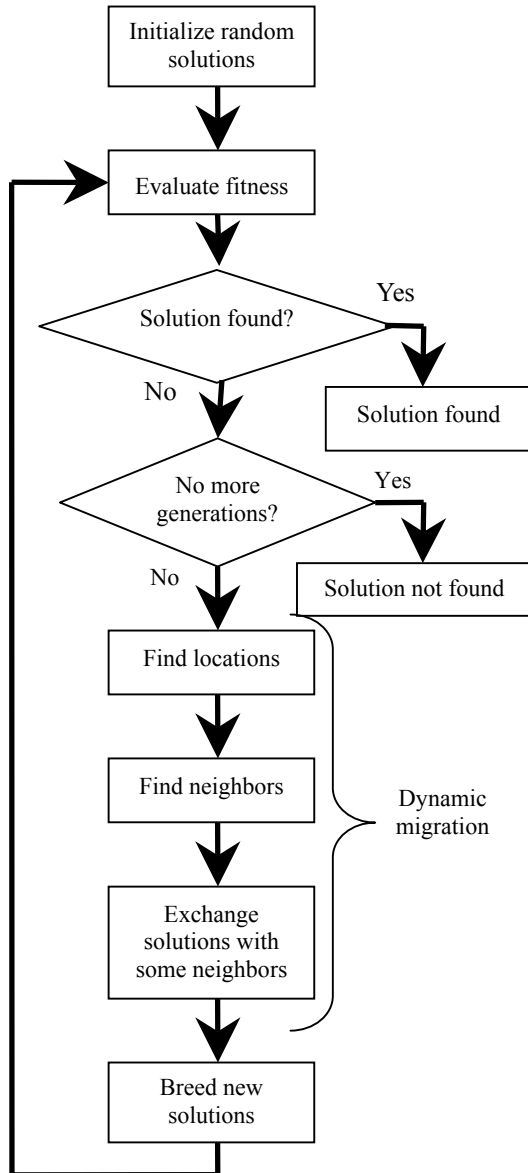 Initialize random
solutions
Evaluate fitness
Solution found?
Yes
No
Solution found
No more
generations?
Yes
No
Solution not found
Find locations
Find neighbors
Dynamic
migration
Exchange
solutions with
some neighbors
Breed new
solutions